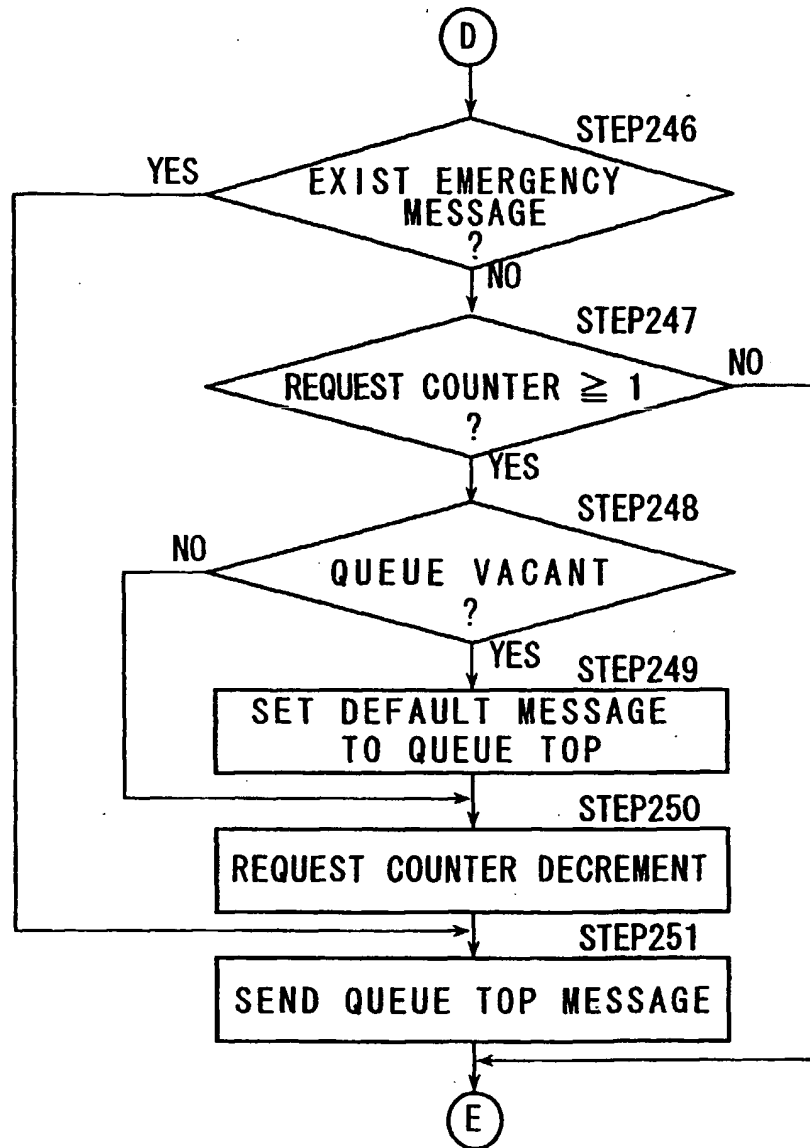 D
STEP246
YES
EXIST EMERGENCY
MESSAGE
?
NO
STEP247
NO
REQUEST COUNTER ≧ 1
?
YES
STEP248
NO
QUEUE VACANT
?
YES
STEP249
SET DEFAULT MESSAGE
TO QUEUE TOP
STEP250
REQUEST COUNTER DECREMENT
STEP251
SEND QUEUE TOP MESSAGE
E